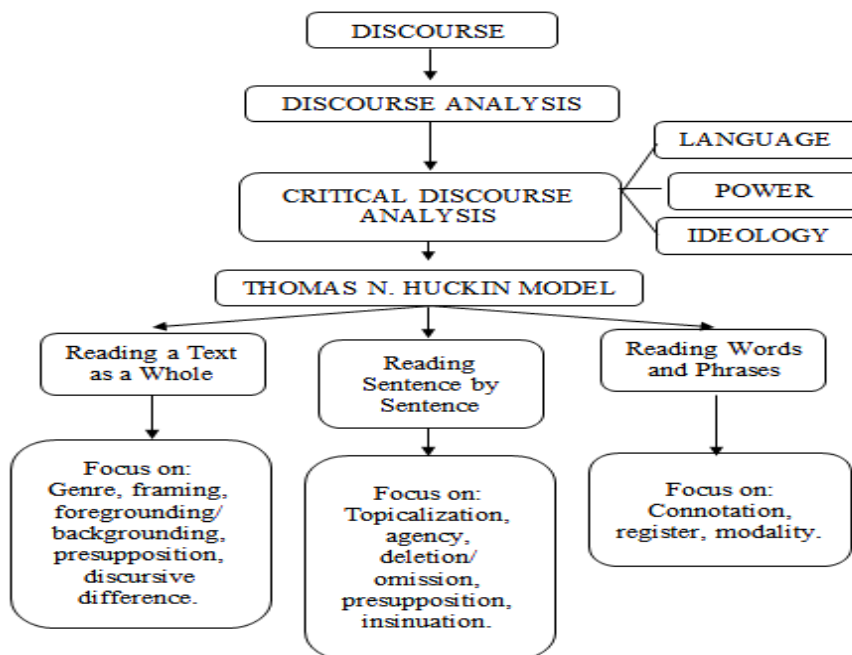 DISCOURSE
DISCOURSE ANALYSIS
CRITICAL DISCOURSE
ANALYSIS
LANGUAGE
POWER
IDEOLOGY
THOMAS N. HUCKIN MODEL
Reading a Text
as a Whole
Reading
Sentence by
Sentence
Reading Words
and Phrases
Focus on:
Genre, framing,
foregrounding/
backgrounding,
presupposition,
discursive
difference.
Focus on:
Topicalization,
agency,
deletion/
omission,
presupposition,
insinuation.
Focus on:
Connotation,
register, modality.